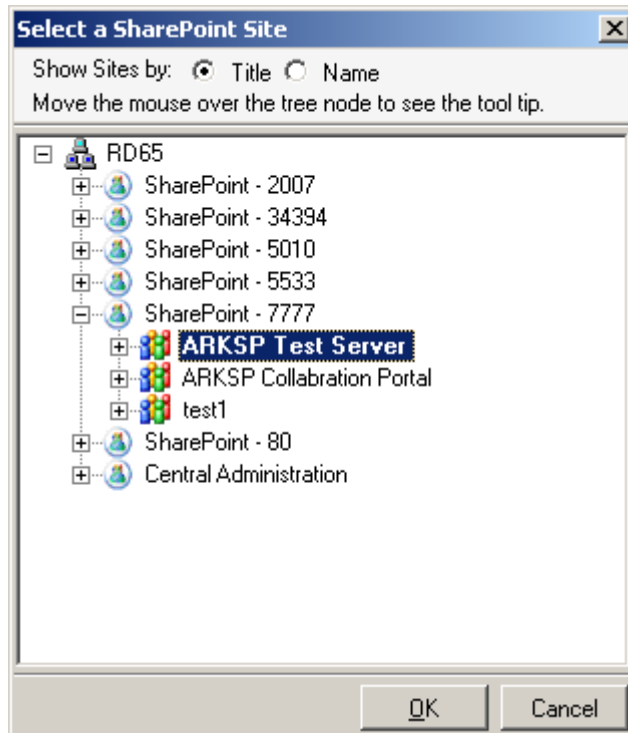 Select a SharePoint Site
Show Sites by: Title Name
Move the mouse over the tree node to see the tool tip.
RD65
SharePoint - 2007
SharePoint - 34394
SharePoint - 5010
SharePoint - 5533
SharePoint - 7777
ARKSP Test Server
ARKSP Collabration Portal
test1
SharePoint - 80
Central Administration
OK Cancel